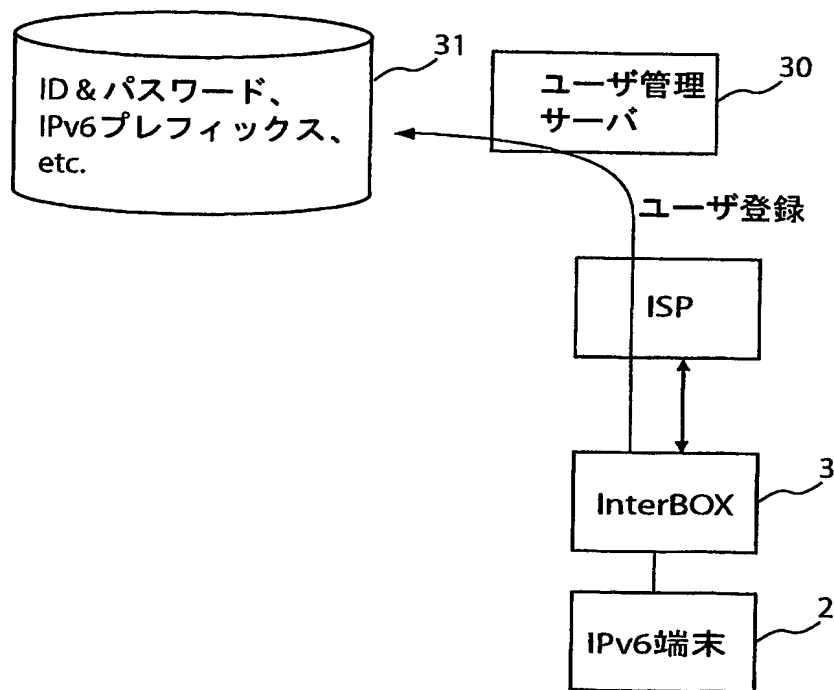 31
ID & パスワード、
IPv6プレフィックス、
etc.
ユーザ管理
サーバ
30
ユーザ登録
ISP
InterBOX
3
IPv6端末
2